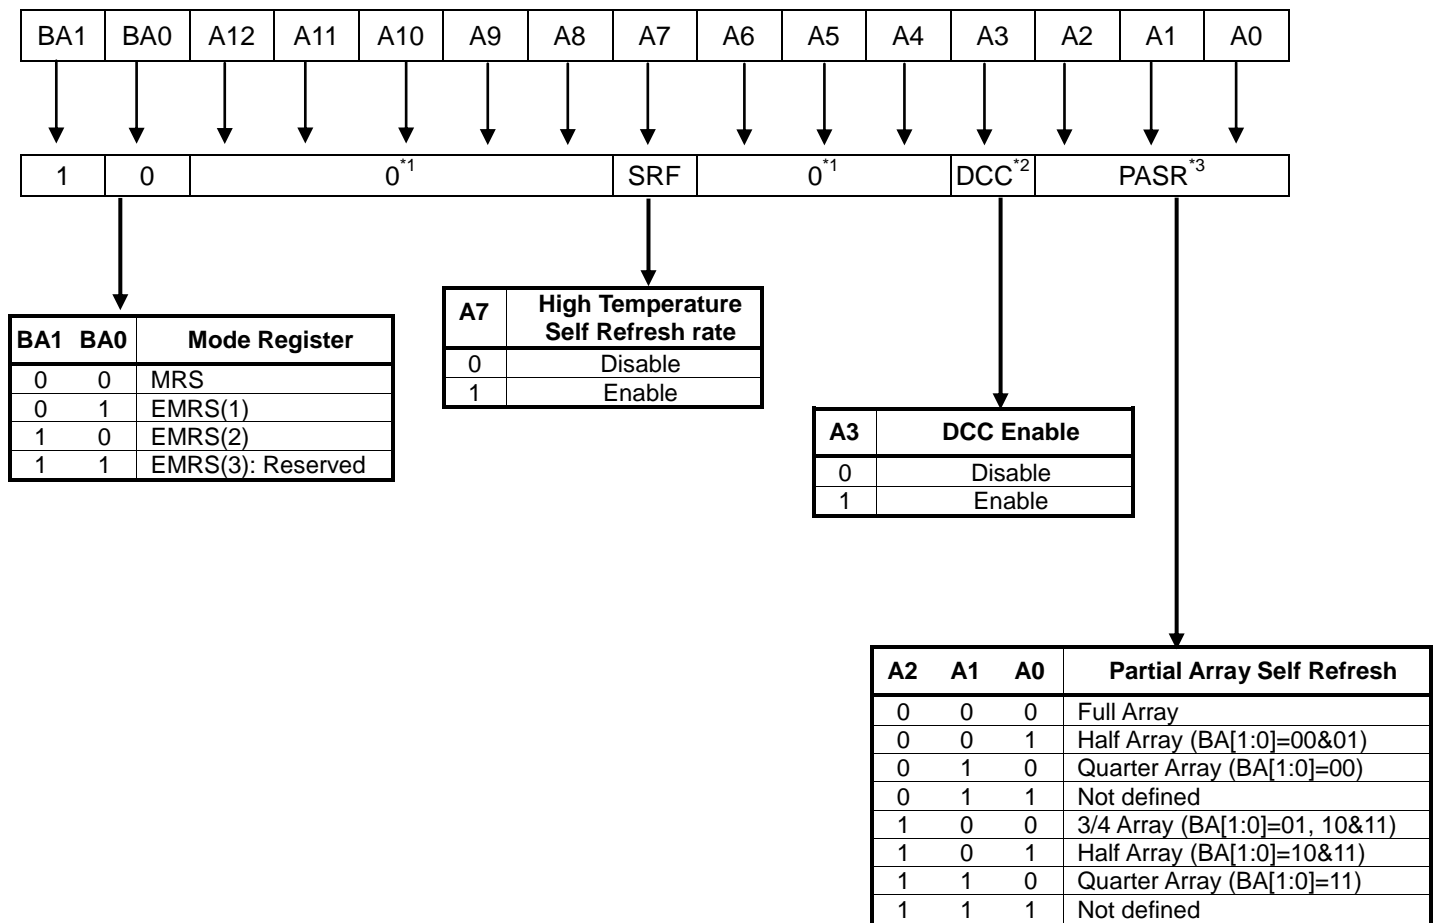 BA1 BA0 A12 A11 A10 A9 A8 A7 A6 A5 A4 A3 A2 A1 A0
1 0 0*1 SRF 0*1 DCC*2 PASR*3
BA1 BA0 Mode Register
0 0 MRS
0 1 EMRS(1)
1 0 EMRS(2)
1 1 EMRS(3): Reserved
A7 High Temperature
Self Refresh rate
0 Disable
1 Enable
A3 DCC Enable
0 Disable
1 Enable
A2 A1 A0 Partial Array Self Refresh
0 0 0 Full Array
0 0 1 Half Array (BA[1:0]=00&01)
0 1 0 Quarter Array (BA[1:0]=00)
0 1 1 Not defined
1 0 0 3/4 Array (BA[1:0]=01, 10&11)
1 0 1 Half Array (BA[1:0]=10&11)
1 1 0 Quarter Array (BA[1:0]=11)
1 1 1 Not defined